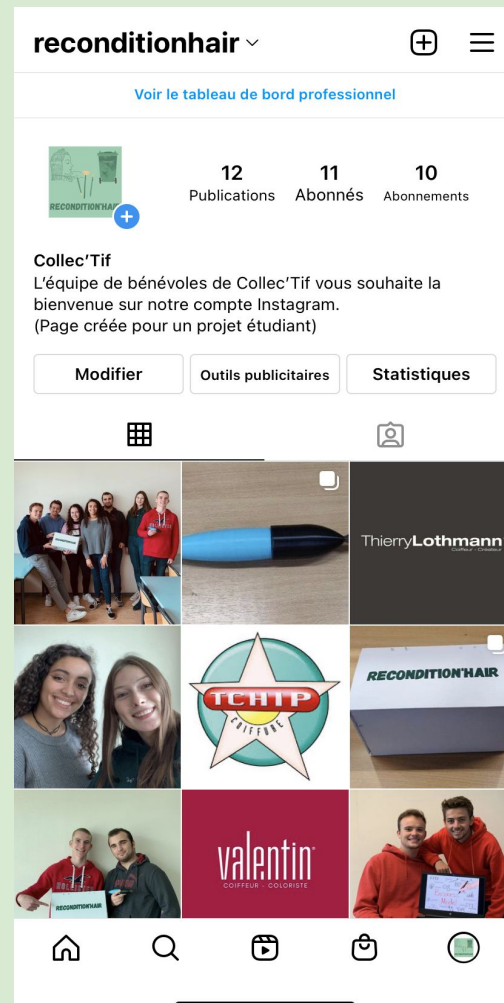 reconditionhair
Voir le tableau de bord professionnel
RECONDITION'HAIR
12
Publications
11
Abonnés
10
Abonnements
Collec'Tif
L'équipe de bénévoles de Collec'Tif vous souhaite la
bienvenue sur notre compte Instagram.
(Page créée pour un projet étudiant)
Modifier
Outils publicitaires
Statistiques
ThierryLothmann
Coiffeur - Créateur
TCHIP
COIFFURE
RECONDITION'HAIR
RECONDITION'HAIR
valentin
COIFFEUR - COLORISTE